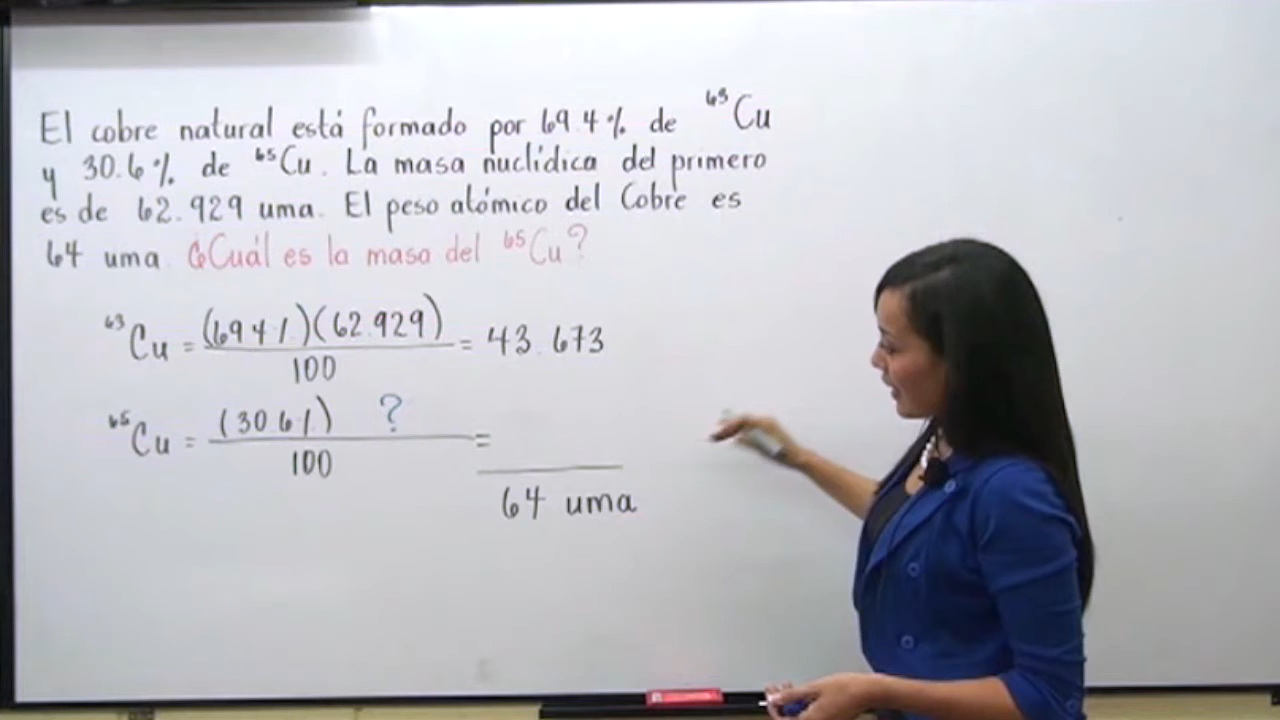 El cobre natural está formado por 69.4% de ⁶³Cu
y 30.6% de ⁶⁵Cu. La masa nuclídica del primero
es de 62.929 uma. El peso atómico del Cobre es
64 uma ¿Cuál es la masa del ⁶⁵Cu?
⁶³Cu = (69.4%)(62.929) / 100 = 43.673
⁶⁵Cu = (30.6%) ? / 100 =
64 uma